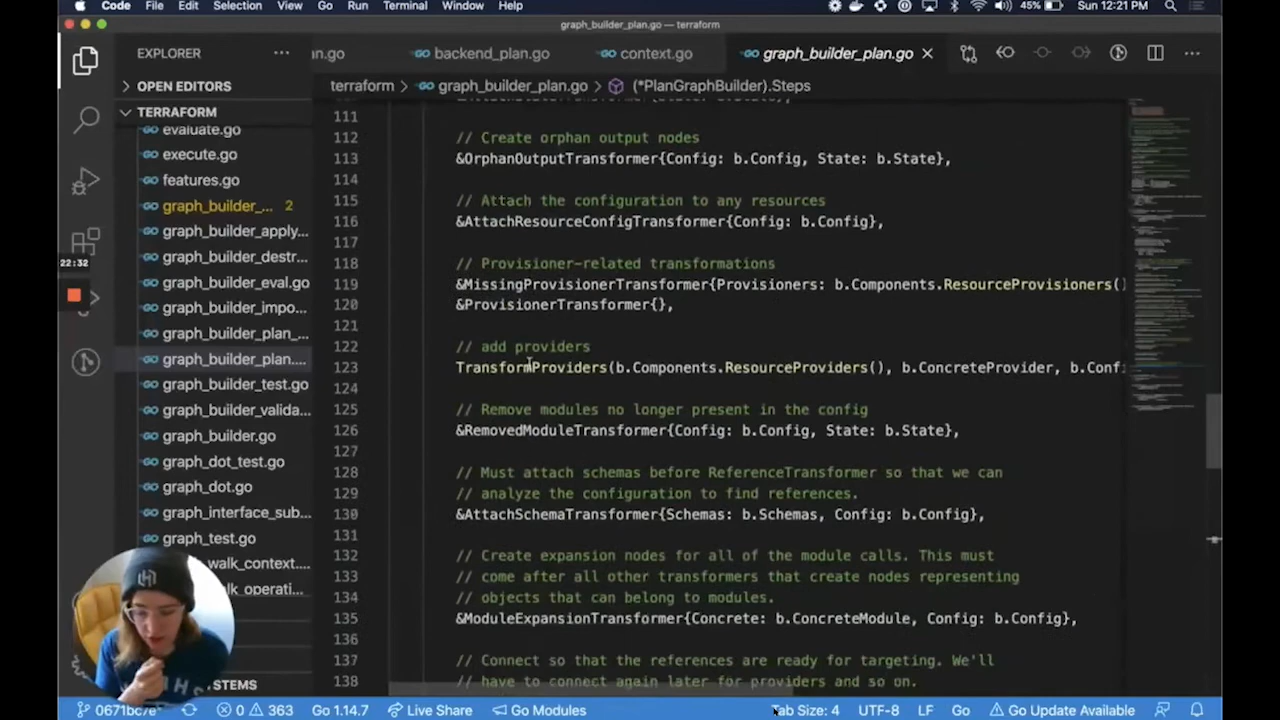 Code File Edit Selection View Go Run Terminal Window Help 45% Sun 12:21 PM
graph_builder_plan.go — terraform
EXPLORER
an.go backend_plan.go context.go graph_builder_plan.go
OPEN EDITORS
terraform > graph_builder_plan.go > (*PlanGraphBuilder).Steps
TERRAFORM
evaluate.go
execute.go
features.go
graph_builder_... 2
graph_builder_apply...
graph_builder_destr...
graph_builder_eval.go
graph_builder_impo...
graph_builder_plan_...
graph_builder_plan....
graph_builder_test.go
graph_builder_valida...
graph_builder.go
graph_dot_test.go
graph_dot.go
graph_interface_sub...
graph_test.go
walk_context....
walk_operati...
STEMS
22:32
111
112 // Create orphan output nodes
113 &OrphanOutputTransformer{Config: b.Config, State: b.State},
114
115 // Attach the configuration to any resources
116 &AttachResourceConfigTransformer{Config: b.Config},
117
118 // Provisioner-related transformations
119 &MissingProvisionerTransformer{Provisioners: b.Components.ResourceProvisioners()
120 &ProvisionerTransformer{},
121
122 // add providers
123 TransformProviders(b.Components.ResourceProviders(), b.ConcreteProvider, b.Confi
124
125 // Remove modules no longer present in the config
126 &RemovedModuleTransformer{Config: b.Config, State: b.State},
127
128 // Must attach schemas before ReferenceTransformer so that we can
129 // analyze the configuration to find references.
130 &AttachSchemaTransformer{Schemas: b.Schemas, Config: b.Config},
131
132 // Create expansion nodes for all of the module calls. This must
133 // come after all other transformers that create nodes representing
134 // objects that can belong to modules.
135 &ModuleExpansionTransformer{Concrete: b.ConcreteModule, Config: b.Config},
136
137 // Connect so that the references are ready for targeting. We'll
138 // have to connect again later for providers and so on.
0671bc7e* 0 363 Go 1.14.7 Live Share Go Modules Tab Size: 4 UTF-8 LF Go Go Update Available